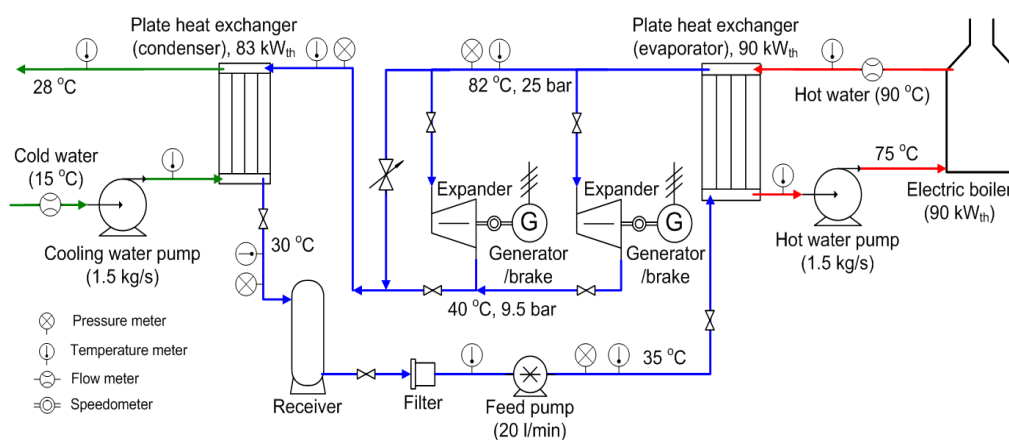 Plate heat exchanger
(condenser), 83 kWth
Plate heat exchanger
(evaporator), 90 kWth
28 °C
82 °C, 25 bar
Hot water (90 °C)
Cold water
(15 °C)
Expander
Expander
75 °C
G
G
Electric boiler
(90 kWth)
Cooling water pump
(1.5 kg/s)
30 °C
Generator
/brake
Generator
/brake
Hot water pump
(1.5 kg/s)
40 °C, 9.5 bar
Pressure meter
Temperature meter
Flow meter
Speedometer
35 °C
Receiver
Filter
Feed pump
(20 l/min)